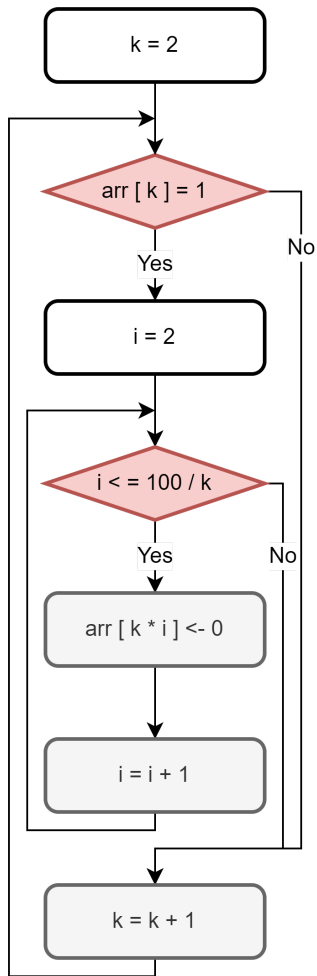 k = 2
arr [ k ] = 1
No
Yes
i = 2
i < = 100 / k
Yes
No
arr [ k * i ] <- 0
i = i + 1
k = k + 1